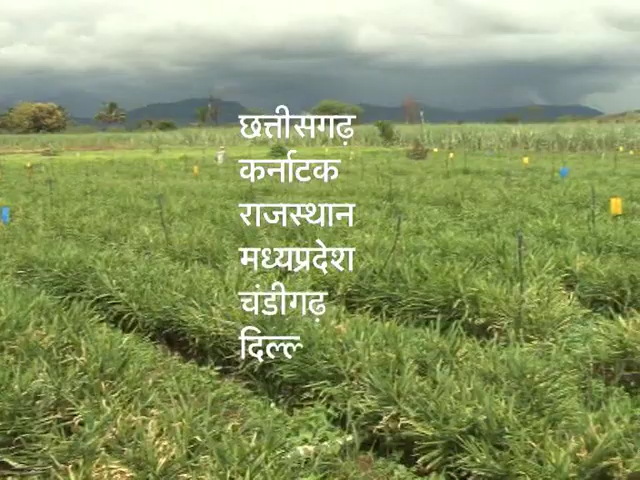 छत्तीसगढ़
कर्नाटक
राजस्थान
मध्यप्रदेश
चंडीगढ़
दिल्ल